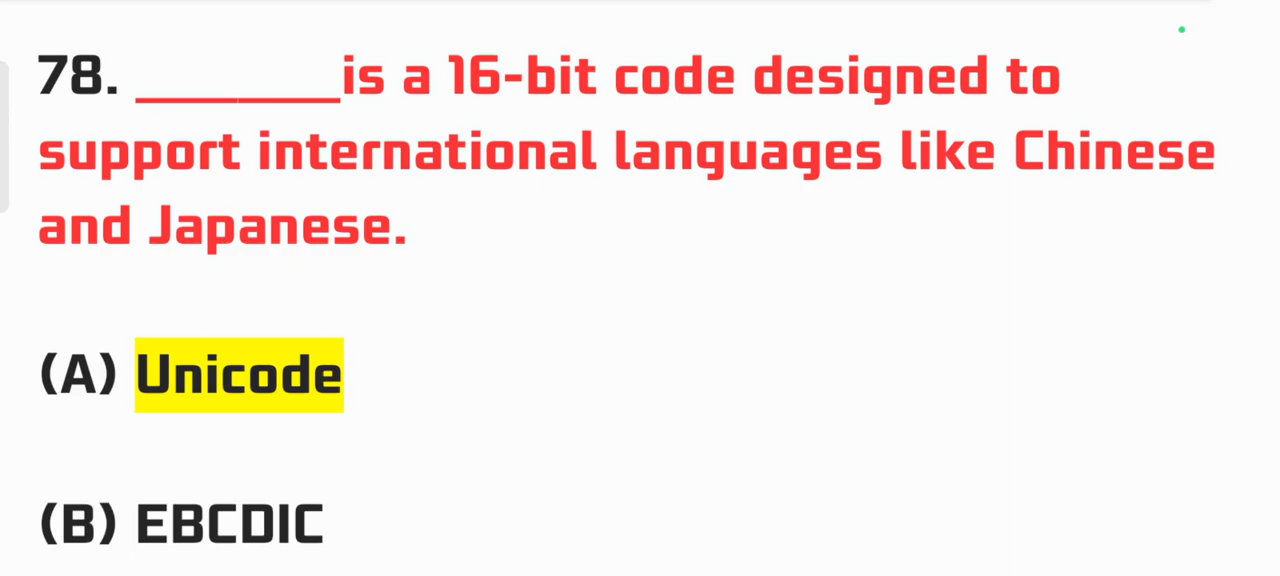 78. ________is a 16-bit code designed to
support international languages like Chinese
and Japanese.
(A) Unicode
(B) EBCDIC